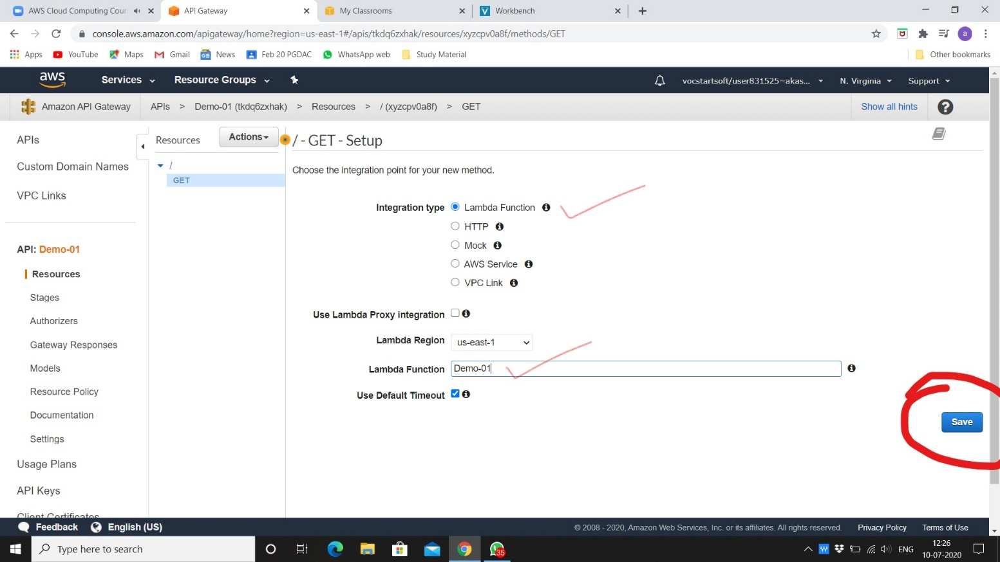 AWS Cloud Computing Cour
API Gateway
My Classrooms
Workbench
console.aws.amazon.com/apigateway/home?region=us-east-1#/apis/tkdq6zxhak/resources/xyzcpv0a8f/methods/GET
a
Apps
YouTube
Maps
Gmail
News
Feb 20 PGDAC
WhatsApp web
Study Material
Other bookmarks
aws
Services
Resource Groups
vocstartsoft/user831525=akas...
N. Virginia
Support
Amazon API Gateway
APIs > Demo-01 (tkdq6zxhak) > Resources > / (xyzcpv0a8f) > GET
Show all hints
APIs
Custom Domain Names
VPC Links
API: Demo-01
Resources
Stages
Authorizers
Gateway Responses
Models
Resource Policy
Documentation
Settings
Usage Plans
API Keys
Client Certificates
Resources
Actions
/
GET
/ - GET - Setup
Choose the integration point for your new method.
Integration type
Lambda Function
HTTP
Mock
AWS Service
VPC Link
Use Lambda Proxy integration
Lambda Region us-east-1
Lambda Function Demo-01
Use Default Timeout
Save
Feedback
English (US)
© 2008 - 2020, Amazon Web Services, Inc. or its affiliates. All rights reserved.
Privacy Policy
Terms of Use
Type here to search
35
ENG
12:26
10-07-2020